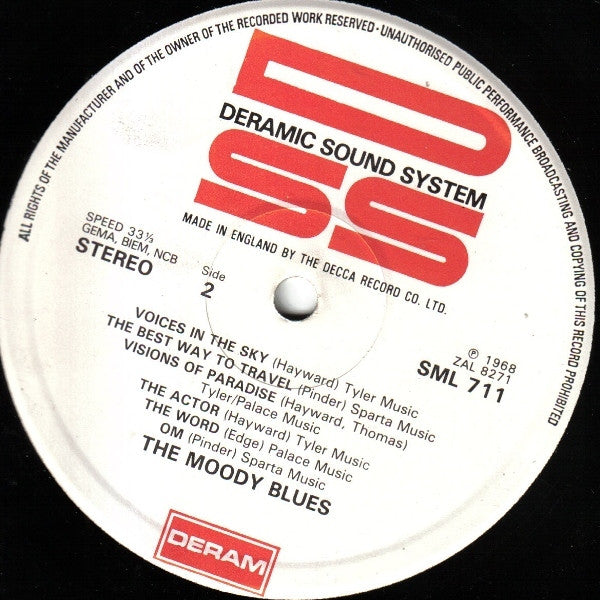 ALL RIGHTS OF THE MANUFACTURER AND OF THE OWNER OF THE RECORDED WORK RESERVED · UNAUTHORISED PUBLIC PERFORMANCE BROADCASTING AND COPYING OF THIS RECORD PROHIBITED
D
DERAMIC SOUND SYSTEM
SS
MADE IN ENGLAND BY THE DECCA RECORD CO. LTD.
SPEED 33⅓
GEMA, BIEM, NCB
STEREO
Side
2
℗ 1968
ZAL 8271
SML 711
VOICES IN THE SKY (Hayward) Tyler Music
THE BEST WAY TO TRAVEL (Pinder) Sparta Music
VISIONS OF PARADISE (Hayward, Thomas)
Tyler/Palace Music
THE ACTOR (Hayward) Tyler Music
THE WORD (Edge) Palace Music
OM (Pinder) Sparta Music
THE MOODY BLUES
DERAM